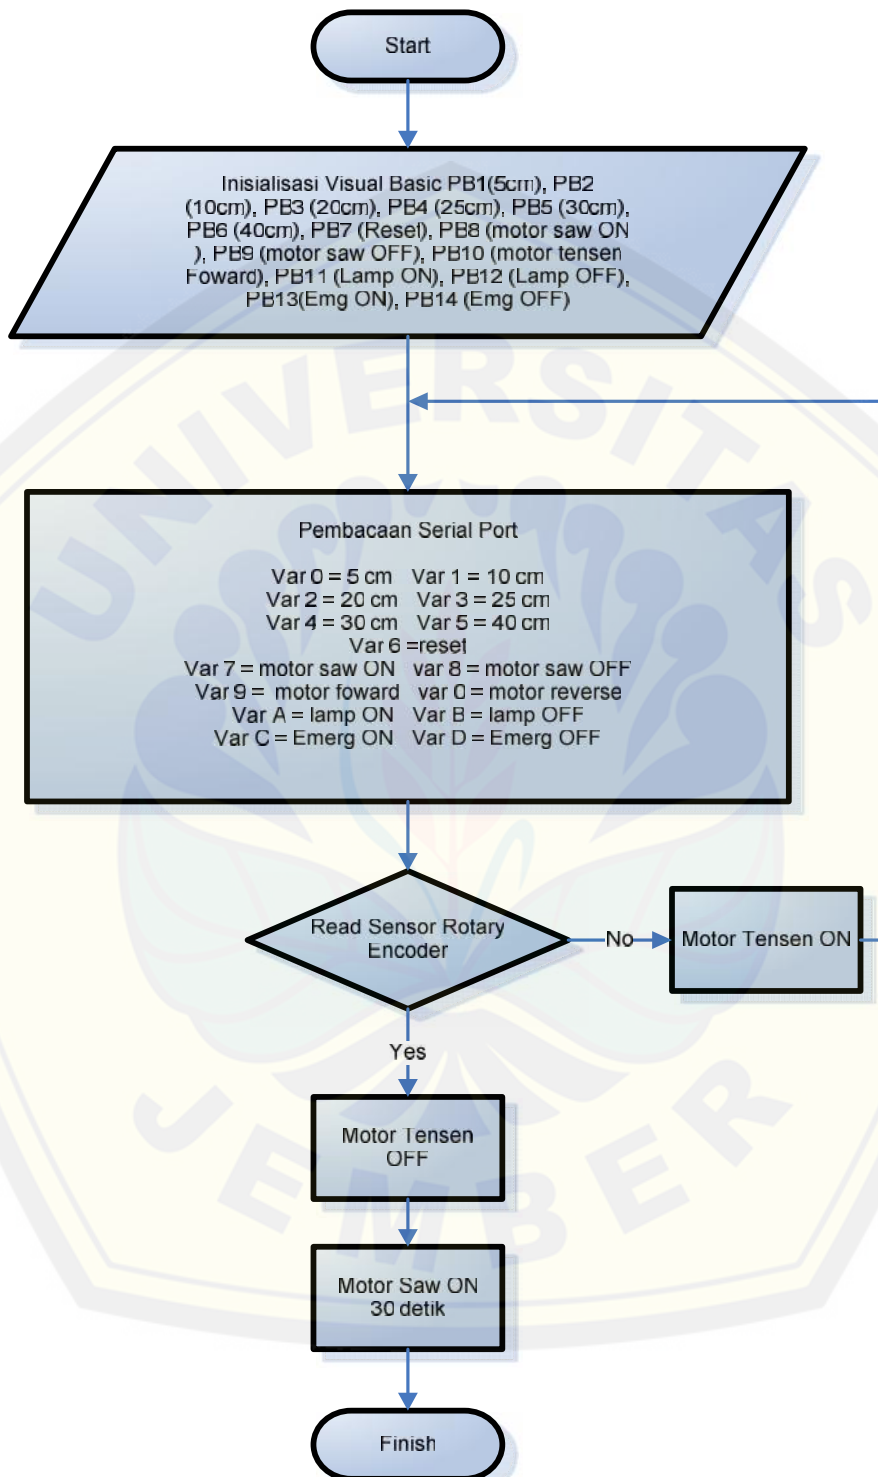 Start
Inisialisasi Visual Basic PB1(5cm), PB2
(10cm), PB3 (20cm), PB4 (25cm), PB5 (30cm),
PB6 (40cm), PB7 (Reset), PB8 (motor saw ON
), PB9 (motor saw OFF), PB10 (motor tensen
Foward), PB11 (Lamp ON), PB12 (Lamp OFF),
PB13(Emg ON), PB14 (Emg OFF)
Pembacaan Serial Port
Var 0 = 5 cm Var 1 = 10 cm
Var 2 = 20 cm Var 3 = 25 cm
Var 4 = 30 cm Var 5 = 40 cm
Var 6 =reset
Var 7 = motor saw ON var 8 = motor saw OFF
Var 9 = motor foward var 0 = motor reverse
Var A = lamp ON Var B = lamp OFF
Var C = Emerg ON Var D = Emerg OFF
Read Sensor Rotary
Encoder
No
Motor Tensen ON
Yes
Motor Tensen
OFF
Motor Saw ON
30 detik
Finish
UNIVERSITAS
JEMBER